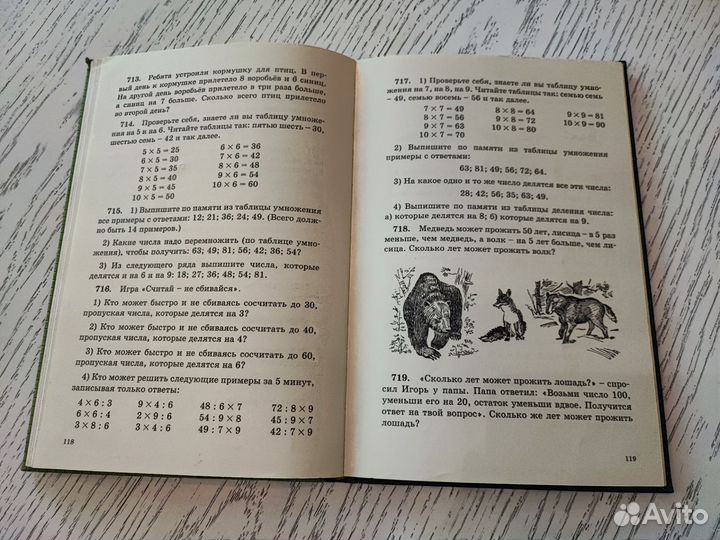 713. Ребята устроили кормушку для птиц. В пер-
вый день к кормушке прилетело 8 воробьёв и 6 синиц.
На другой день воробьёв прилетело в три раза больше,
а синиц на 7 больше. Сколько всего птиц прилетело
во второй день?
714. Проверьте себя, знаете ли вы таблицу умноже-
ния на 5 и на 6. Читайте таблицы так: пятью шесть – 30,
шестью семь – 42 и так далее.
5 × 5 = 25 6 × 6 = 36
6 × 5 = 30 7 × 6 = 42
7 × 5 = 35 8 × 6 = 48
8 × 5 = 40 9 × 6 = 54
9 × 5 = 45 10 × 6 = 60
10 × 5 = 50
715. 1) Выпишите по памяти из таблицы умножения
все примеры с ответами: 12; 21; 36; 24; 49. (Всего долж-
но быть 14 примеров.)
2) Какие числа надо перемножить (по таблице умно-
жения), чтобы получить: 63; 49; 81; 56; 42; 36; 54?
3) Из следующего ряда выпишите числа, которые
делятся и на 6 и на 9: 18; 27; 36; 48; 54; 81.
716. Игра «Считай – не сбивайся».
1) Кто может быстро и не сбиваясь сосчитать до 30,
пропуская числа, которые делятся на 3?
2) Кто может быстро и не сбиваясь сосчитать до 40,
пропуская числа, которые делятся на 4?
3) Кто может быстро и не сбиваясь сосчитать до 60,
пропуская числа, которые делятся на 6?
4) Кто может решить следующие примеры за 5 минут,
записывая только ответы:
4 × 6 : 3 9 × 4 : 6 48 : 6 × 7 72 : 8 × 9
6 × 6 : 4 2 × 9 : 6 54 : 9 × 8 45 : 9 × 7
3 × 8 : 6 3 × 4 : 6 49 : 7 × 9 42 : 7 × 9
118
717. 1) Проверьте себя, знаете ли вы таблицу умно-
жения на 7, на 8, на 9. Читайте таблицы так: семью семь
– 49, семью восемь – 56 и так далее.
7 × 7 = 49 8 × 8 = 64 9 × 9 = 81
8 × 7 = 56 9 × 8 = 72 10 × 9 = 90
9 × 7 = 63 10 × 8 = 80
10 × 7 = 70
2) Выпишите по памяти из таблицы умножения
примеры с ответами:
63; 81; 49; 56; 72; 64.
3) На какое одно и то же число делятся все эти числа:
28; 42; 56; 35; 63; 49.
4) Выпишите по памяти из таблицы деления числа:
а) которые делятся на 8; б) которые делятся на 9.
718. Медведь может прожить 50 лет, лисица – в 5 раз
меньше, чем медведь, а волк – на 5 лет больше, чем ли-
сица. Сколько лет может прожить волк?
719. «Сколько лет может прожить лошадь?» – спро-
сил Игорь у папы. Папа ответил: «Возьми число 100,
уменьши его на 20, остаток уменьши вдвое. Получится
ответ на твой вопрос». Сколько же лет может прожить
лошадь?
119
Avito